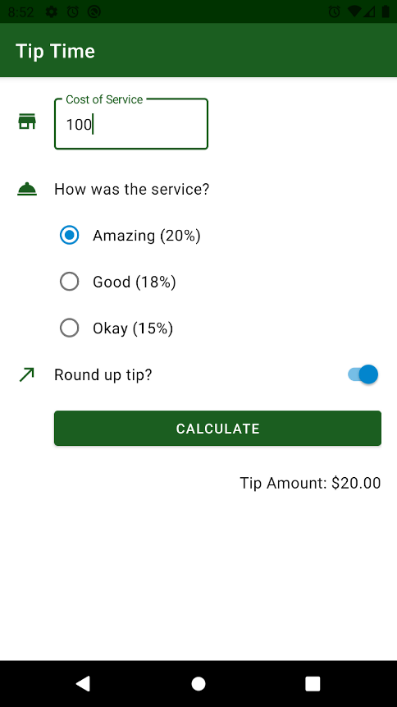 8:52
Tip Time
Cost of Service
100
How was the service?
Amazing (20%)
Good (18%)
Okay (15%)
Round up tip?
CALCULATE
Tip Amount: $20.00